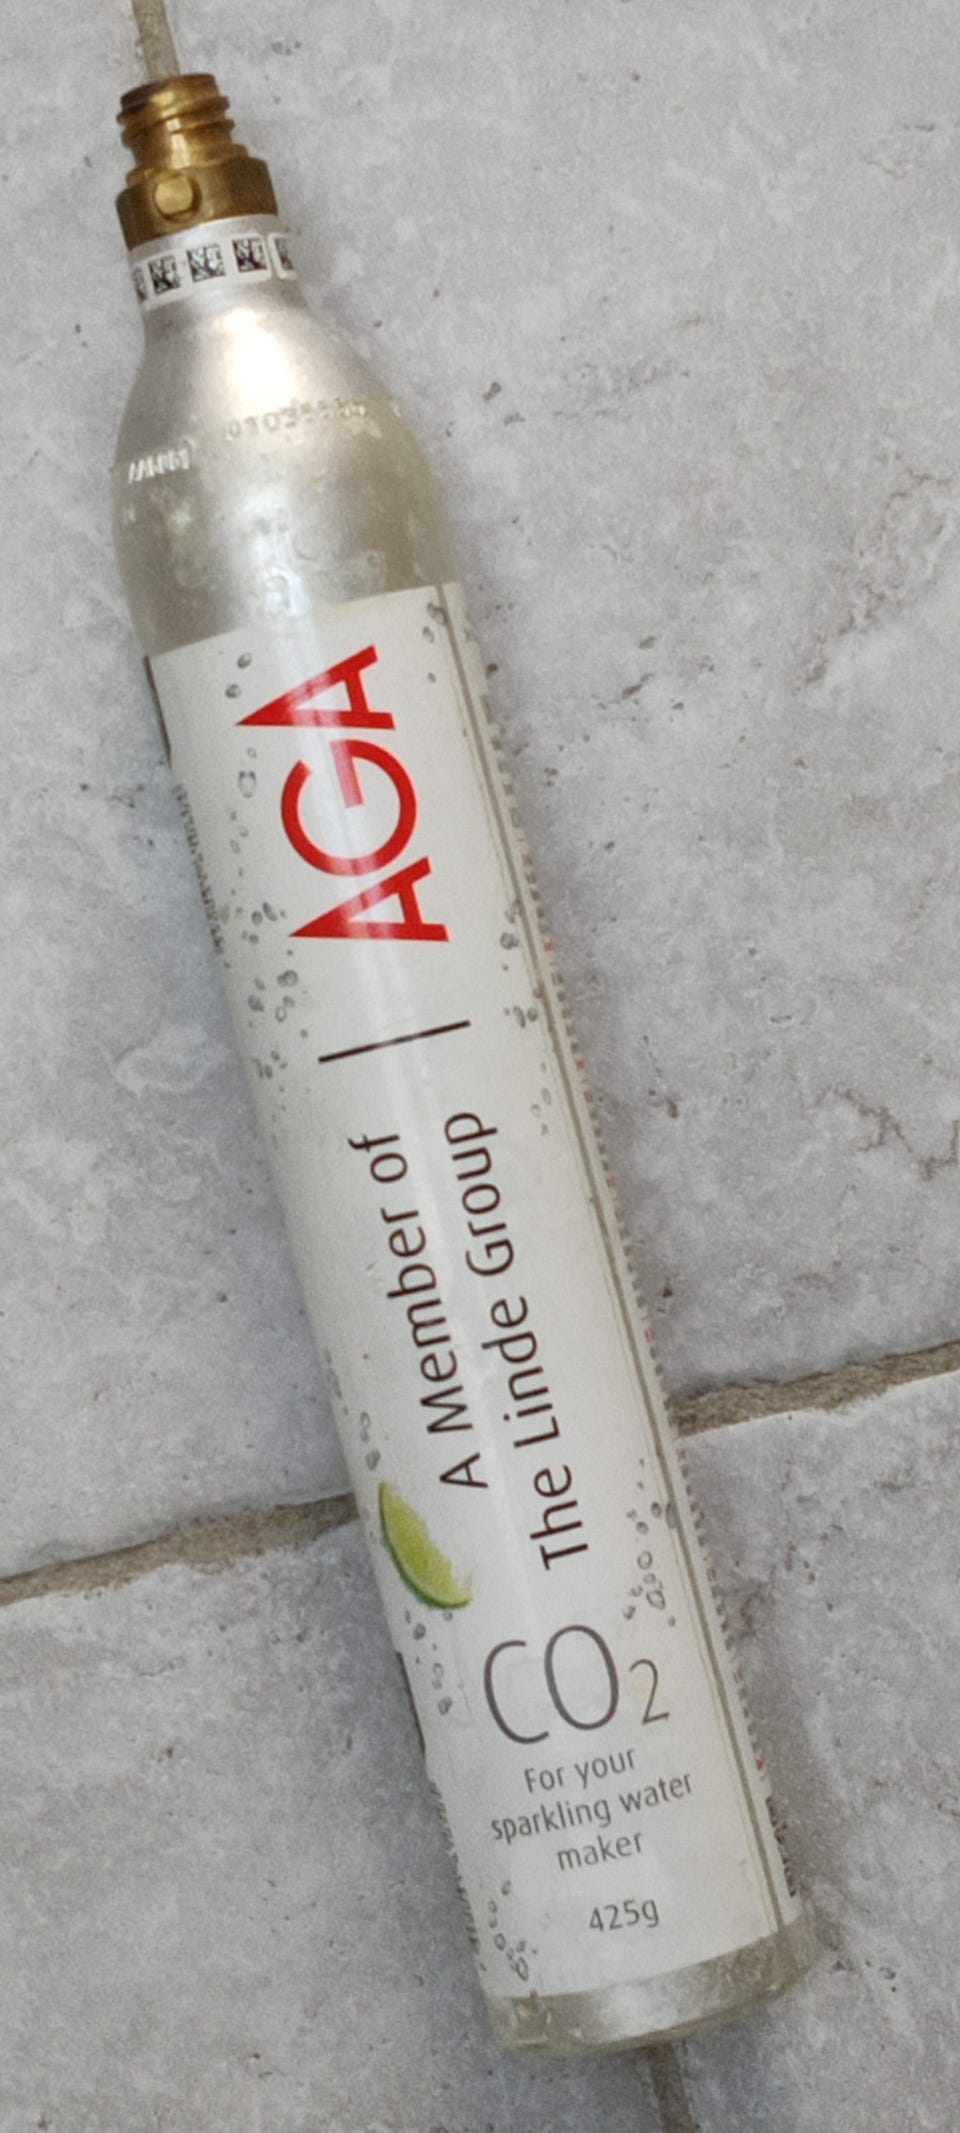 AGA
A Member of
The Linde Group
CO2
For your
sparkling water
maker
425g